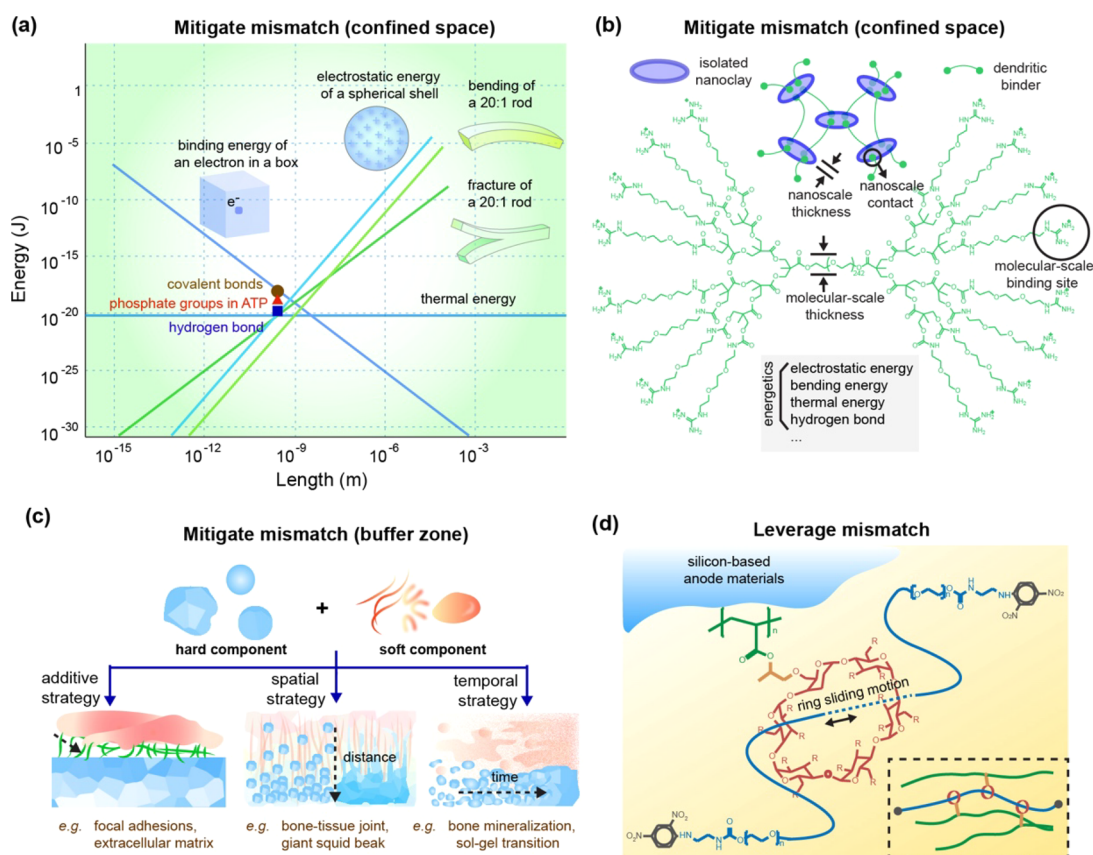 (a)
Mitigate mismatch (confined space)
Energy (J)
1
10-5
10-10
10-15
10-20
10-25
10-30
10-15
10-12
10-9
10-6
10-3
Length (m)
electrostatic energy
of a spherical shell
bending of
a 20:1 rod
binding energy of
an electron in a box
e-
fracture of
a 20:1 rod
covalent bonds
phosphate groups in ATP
hydrogen bond
thermal energy
(b)
Mitigate mismatch (confined space)
isolated
nanoclay
dendritic
binder
nanoscale
thickness
nanoscale
contact
molecular-scale
binding site
molecular-scale
thickness
energetics
electrostatic energy
bending energy
thermal energy
hydrogen bond
...
(c)
Mitigate mismatch (buffer zone)
+
hard component
soft component
additive
strategy
spatial
strategy
temporal
strategy
distance
time
e.g. focal adhesions,
extracellular matrix
e.g. bone-tissue joint,
giant squid beak
e.g. bone mineralization,
sol-gel transition
(d)
Leverage mismatch
silicon-based
anode materials
ring sliding motion